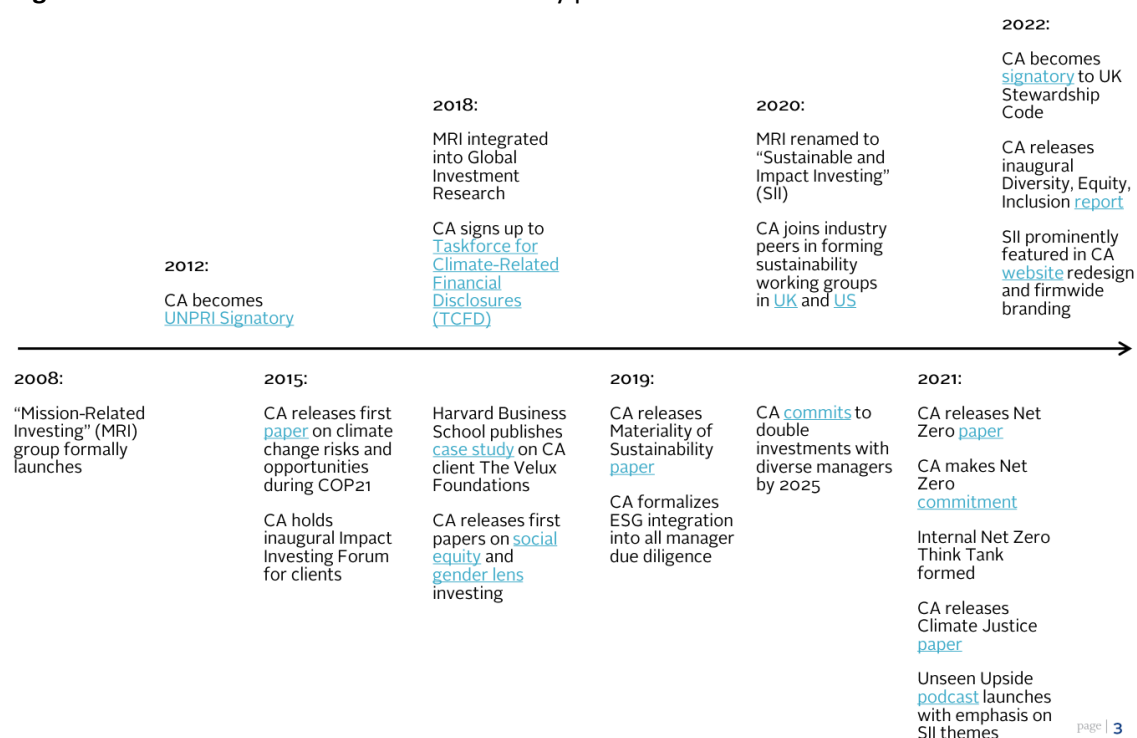 2008:
“Mission-Related
Investing” (MRI)
group formally
launches
2012:
CA becomes
UNPRI Signatory
2015:
CA releases first
paper on climate
change risks and
opportunities
during COP21
CA holds
inaugural Impact
Investing Forum
for clients
2018:
MRI integrated
into Global
Investment
Research
CA signs up to
Taskforce for
Climate-Related
Financial
Disclosures
(TCFD)
Harvard Business
School publishes
case study on CA
client The Velux
Foundations
CA releases first
papers on social
equity and
gender lens
investing
2019:
CA releases
Materiality of
Sustainability
paper
CA formalizes
ESG integration
into all manager
due diligence
2020:
MRI renamed to
“Sustainable and
Impact Investing”
(SII)
CA joins industry
peers in forming
sustainability
working groups
in UK and US
CA commits to
double
investments with
diverse managers
by 2025
2021:
CA releases Net
Zero paper
CA makes Net
Zero
commitment
Internal Net Zero
Think Tank
formed
CA releases
Climate Justice
paper
Unseen Upside
podcast launches
with emphasis on
SII themes
2022:
CA becomes
signatory to UK
Stewardship
Code
CA releases
inaugural
Diversity, Equity,
Inclusion report
SII prominently
featured in CA
website redesign
and firmwide
branding
page | 3